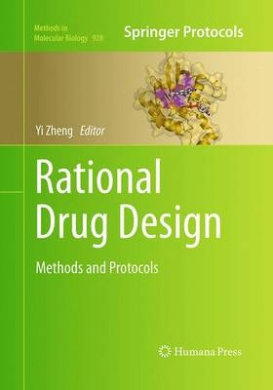 Methods in
Molecular Biology 928
Springer Protocols
Yi Zheng Editor
Rational
Drug Design
Methods and Protocols
Humana Press